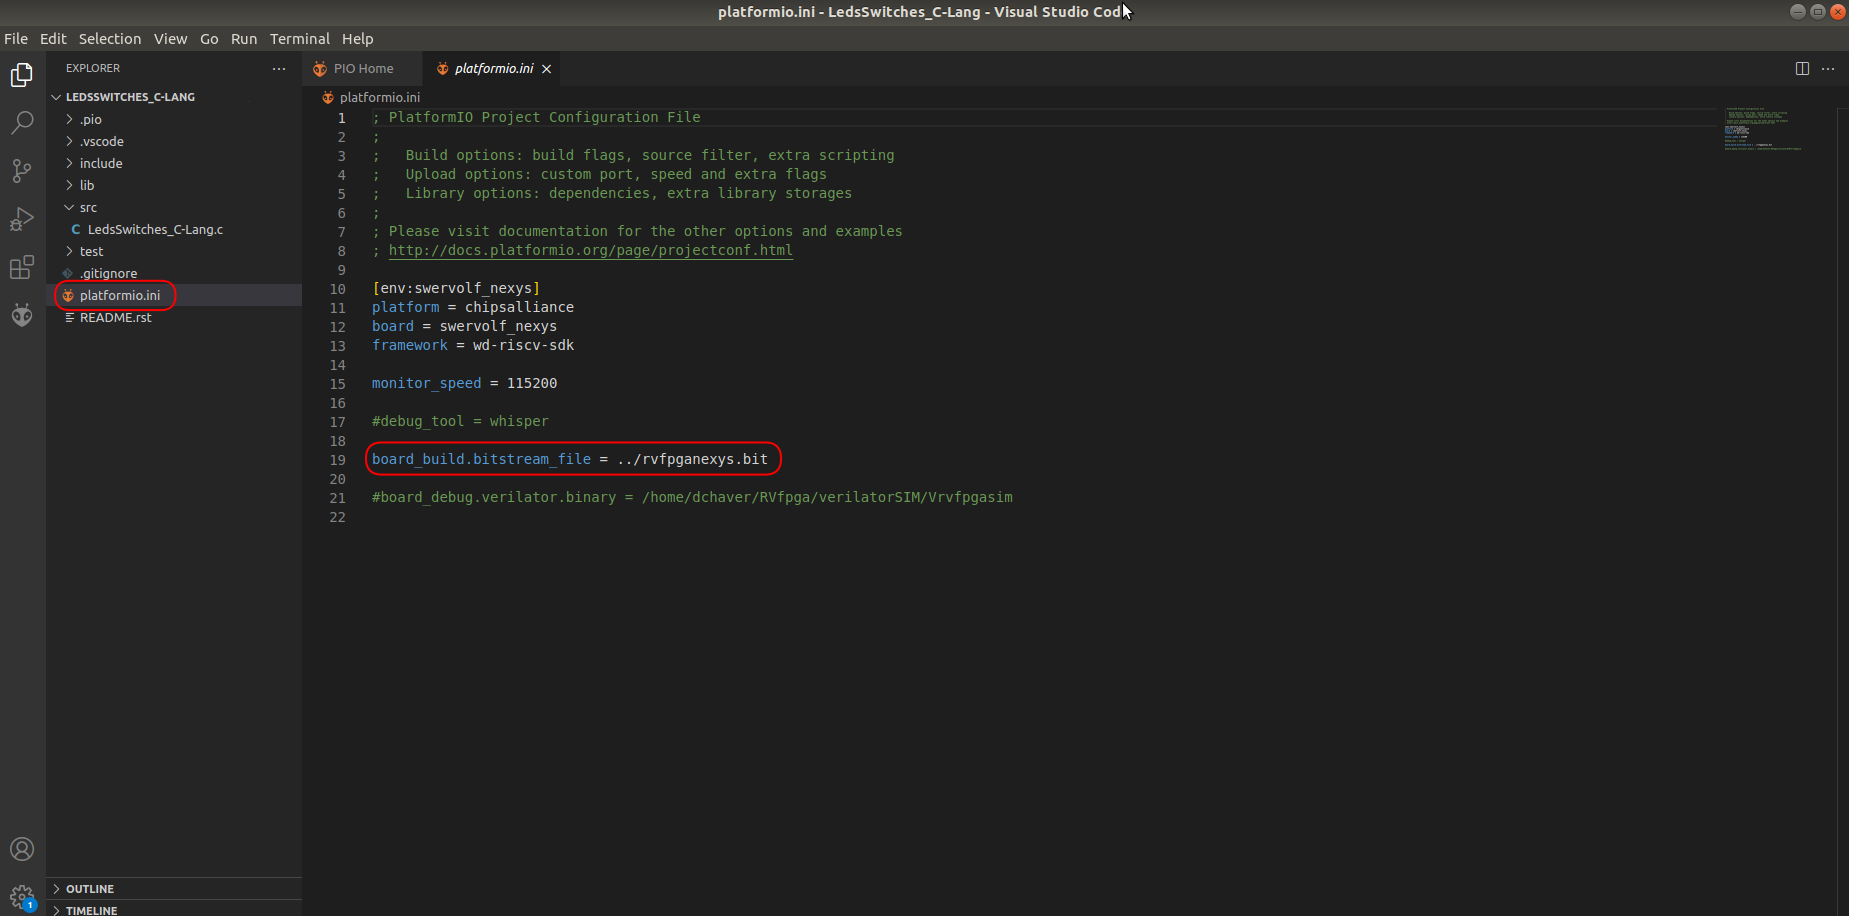 platformio.ini - LedsSwitches_C-Lang - Visual Studio Cod
File Edit Selection View Go Run Terminal Help
EXPLORER
LEDSSWITCHES_C-LANG
.pio
.vscode
include
lib
src
C LedsSwitches_C-Lang.c
test
.gitignore
platformio.ini
README.rst
OUTLINE
TIMELINE
1
PIO Home
platformio.ini
platformio.ini
1 ; PlatformIO Project Configuration File
2 ;
3 ;   Build options: build flags, source filter, extra scripting
4 ;   Upload options: custom port, speed and extra flags
5 ;   Library options: dependencies, extra library storages
6 ;
7 ; Please visit documentation for the other options and examples
8 ; http://docs.platformio.org/page/projectconf.html
9
10 [env:swervolf_nexys]
11 platform = chipsalliance
12 board = swervolf_nexys
13 framework = wd-riscv-sdk
14
15 monitor_speed = 115200
16
17 #debug_tool = whisper
18
19 board_build.bitstream_file = ../rvfpganexys.bit
20
21 #board_debug.verilator.binary = /home/dchaver/RVfpga/verilatorSIM/Vrvfpgasim
22